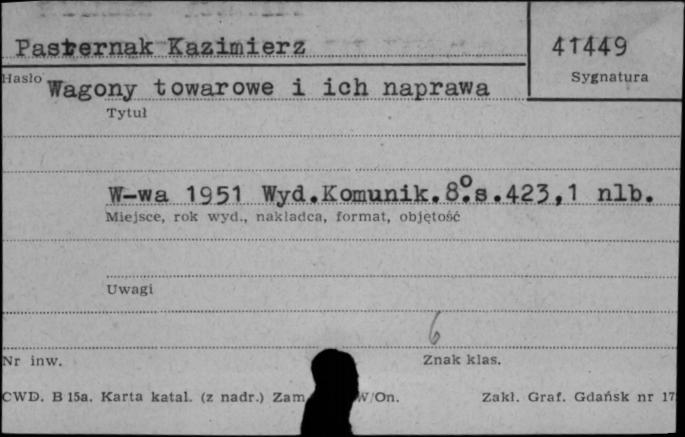 Pasternak Kazimierz
41449
Hasło
Sygnatura
Wagony towarowe i ich naprawa
Tytuł
W-wa 1951 Wyd.Komunik.8°.s.423,1 nlb.
Miejsce, rok wyd., nakładca, format, objętość
Uwagi
6
Nr inw.
Znak klas.
CWD. B 15a. Karta katal. (z nadr.) Zam W/On. Zakł. Graf. Gdańsk nr 17